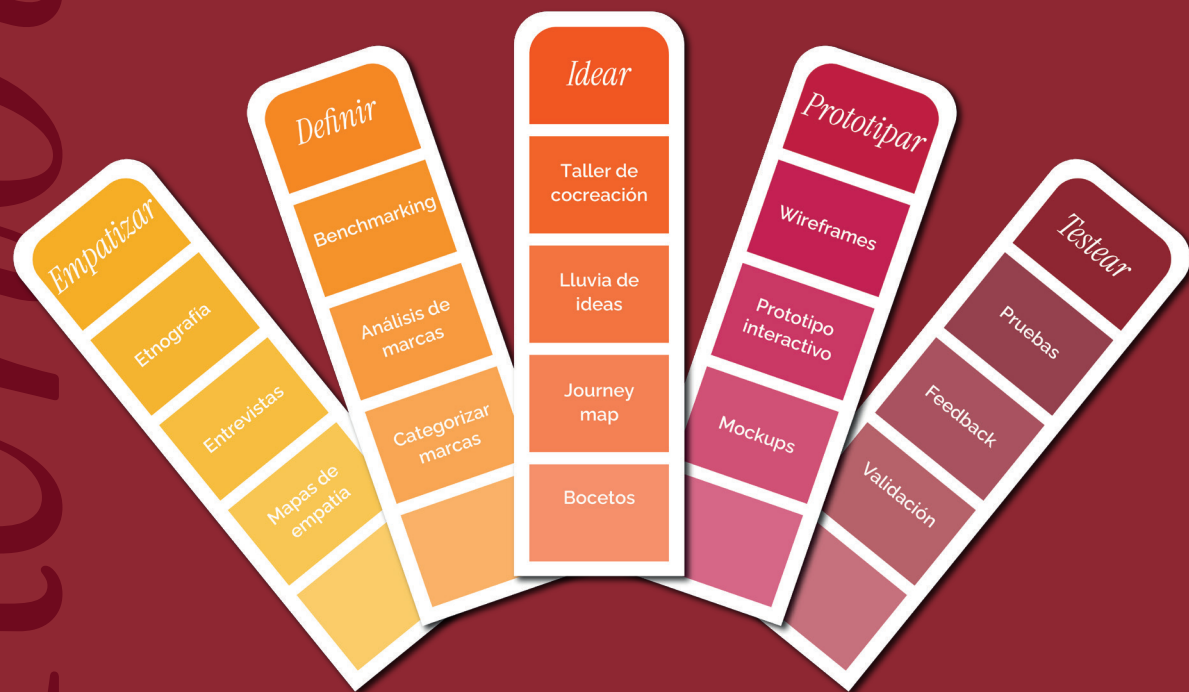 Empatizar
Etnografía
Entrevistas
Mapas de
empatía
Definir
Benchmarking
Análisis de
marcas
Categorizar
marcas
Idear
Taller de
cocreación
Lluvia de
ideas
Journey
map
Bocetos
Prototipar
Wireframes
Prototipo
interactivo
Mockups
Testear
Pruebas
Feedback
Validación